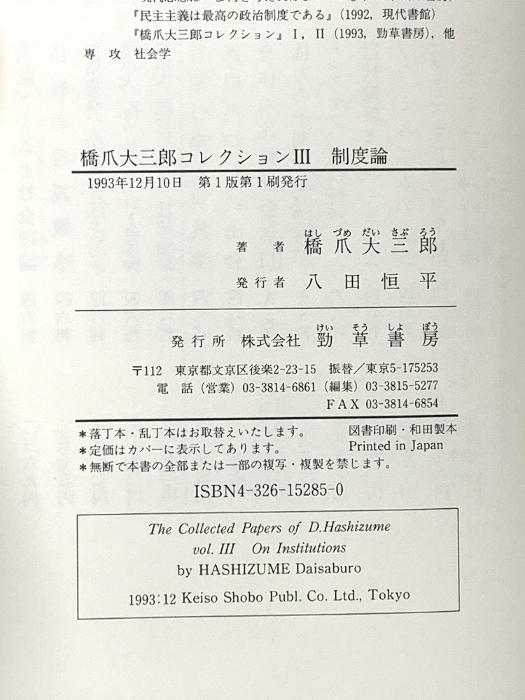 『民主主義は最高の政治制度である』(1992, 現代書館)
『橋爪大三郎コレクション』I, II (1993, 勁草書房), 他
専 攻 社会学
橋爪大三郎コレクションIII 制度論
1993年12月10日 第1版第1刷発行
はし づめ だい さぶ ろう
著 者 橋 爪 大 三 郎
発行者 八 田 恒 平
けい そう しよ ぼう
発行所 株式会社 勁 草 書 房
〒112 東京都文京区後楽2-23-15 振替/東京5-175253
電 話 (営業) 03-3814-6861 (編集) 03-3815-5277
FAX 03-3814-6854
*落丁本・乱丁本はお取替えいたします。 図書印刷・和田製本
*定価はカバーに表示してあります。 Printed in Japan
*無断で本書の全部または一部の複写・複製を禁じます。
ISBN4-326-15285-0
The Collected Papers of D.Hashizume
vol. III On Institutions
by HASHIZUME Daisaburo
1993:12 Keiso Shobo Publ. Co. Ltd., Tokyo